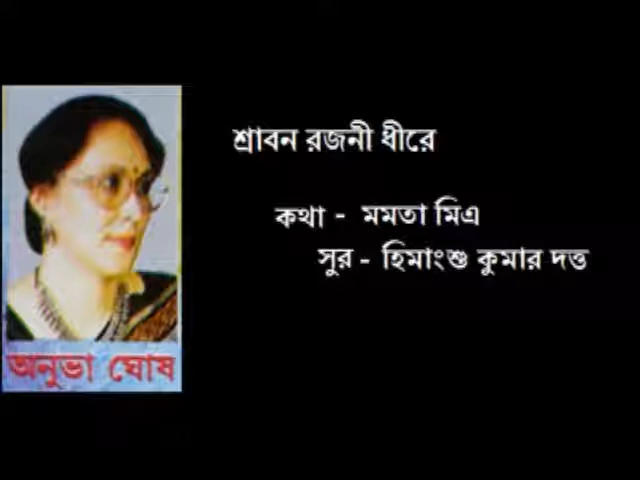 শ্রাবন রজনী ধীরে
কথা - মমতা মিএ
সুর - হিমাংশু কুমার দত্ত
অনুভা ঘোষ